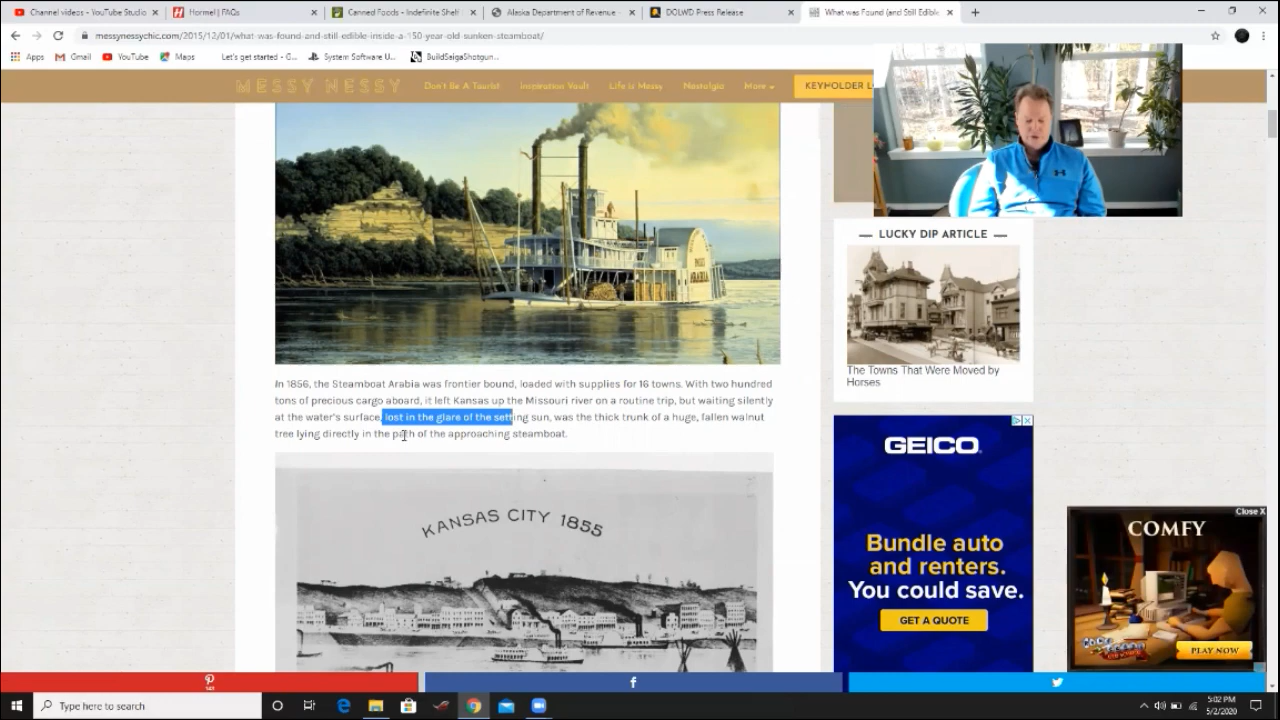 Channel videos - YouTube Studio
Hormel | FAQs
Canned Foods - Indefinite Shelf
Alaska Department of Revenue -
DOLWD Press Release
What was Found (and Still Edible
messynessychic.com/2015/12/01/what-was-found-and-still-edible-inside-a-150-year-old-sunken-steamboat/
Apps
Gmail
YouTube
Maps
Let's get started - G...
System Software U...
BuildSaigaShotgun...
MESSY NESSY
Don't Be A Tourist
Inspiration Vault
Life is Messy
Nostalgia
More
KEYHOLDER L
ARABIA
In 1856, the Steamboat Arabia was frontier bound, loaded with supplies for 16 towns. With two hundred
tons of precious cargo aboard, it left Kansas up the Missouri river on a routine trip, but waiting silently
at the water's surface, lost in the glare of the setting sun, was the thick trunk of a huge, fallen walnut
tree lying directly in the path of the approaching steamboat.
KANSAS CITY 1855
LUCKY DIP ARTICLE
The Towns That Were Moved by
Horses
GEICO
Bundle auto
and renters.
You could save.
GET A QUOTE
Close X
COMFY
PLAY NOW
141
Type here to search
5:02 PM
5/2/2020